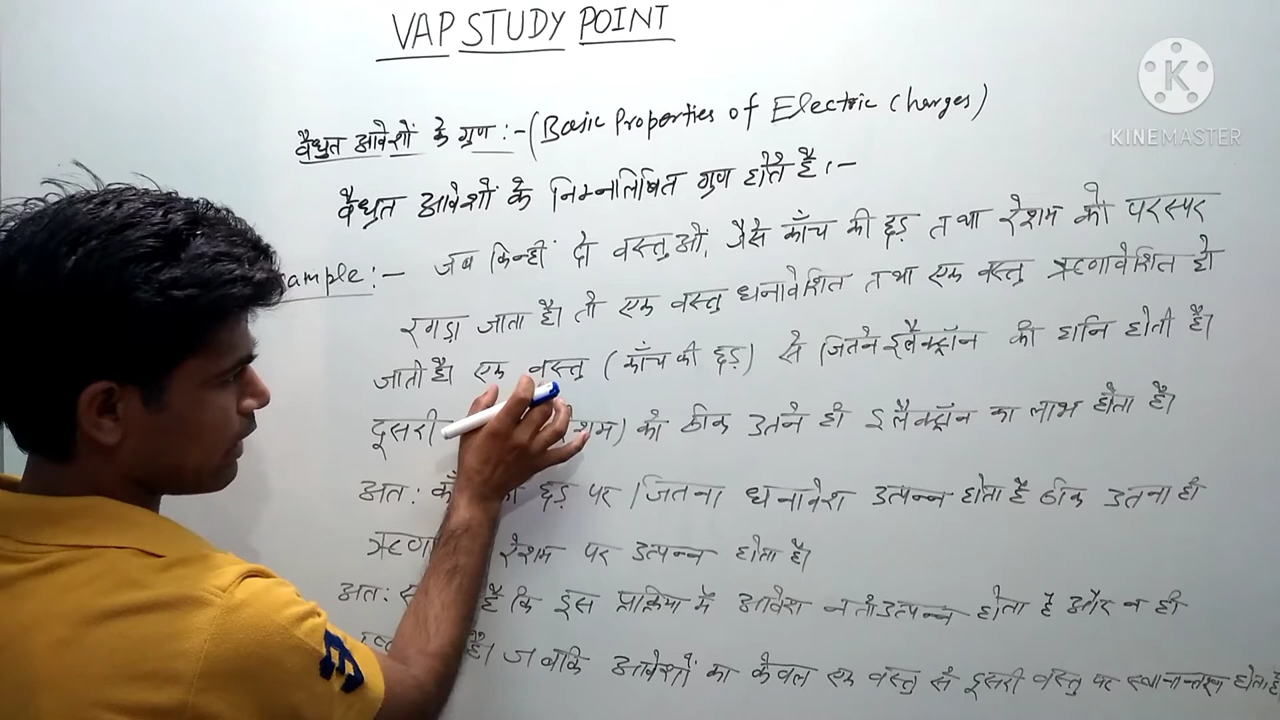 VAP STUDY POINT
K
KINEMASTER
वैधुत आवेशों के गुण :- (Basic Properties of Electric Charges)
वैधुत आवेशों के निम्नलिखित गुण होते है।-
ample :- जब किन्हीं दो वस्तुओं, जैसे काँच की छड़ तथा रेशम को परस्पर
रगड़ा जाता है। तो एक वस्तु धनावेशित तथा एक वस्तु ऋणावेशित हो
जाती है। एक वस्तु (काँच की छड़) से जितने इलैक्ट्रॉन की हानि होती है।
दूसरी शम) को ठीक उतने ही इलैक्ट्रॉन का लाभ होता है।
अत: छड़ पर जितना धनावेश उत्पन्न होता है ठीक उतना ही
ऋणा रेशम पर उत्पन्न होता है।
अत: है कि इस प्रक्रिया में आवेश न तो उत्पन्न होता है और न ही
है। जबकि आवेशों का केवल एक वस्तु से दूसरी वस्तु पर स्थानान्तरण होता है